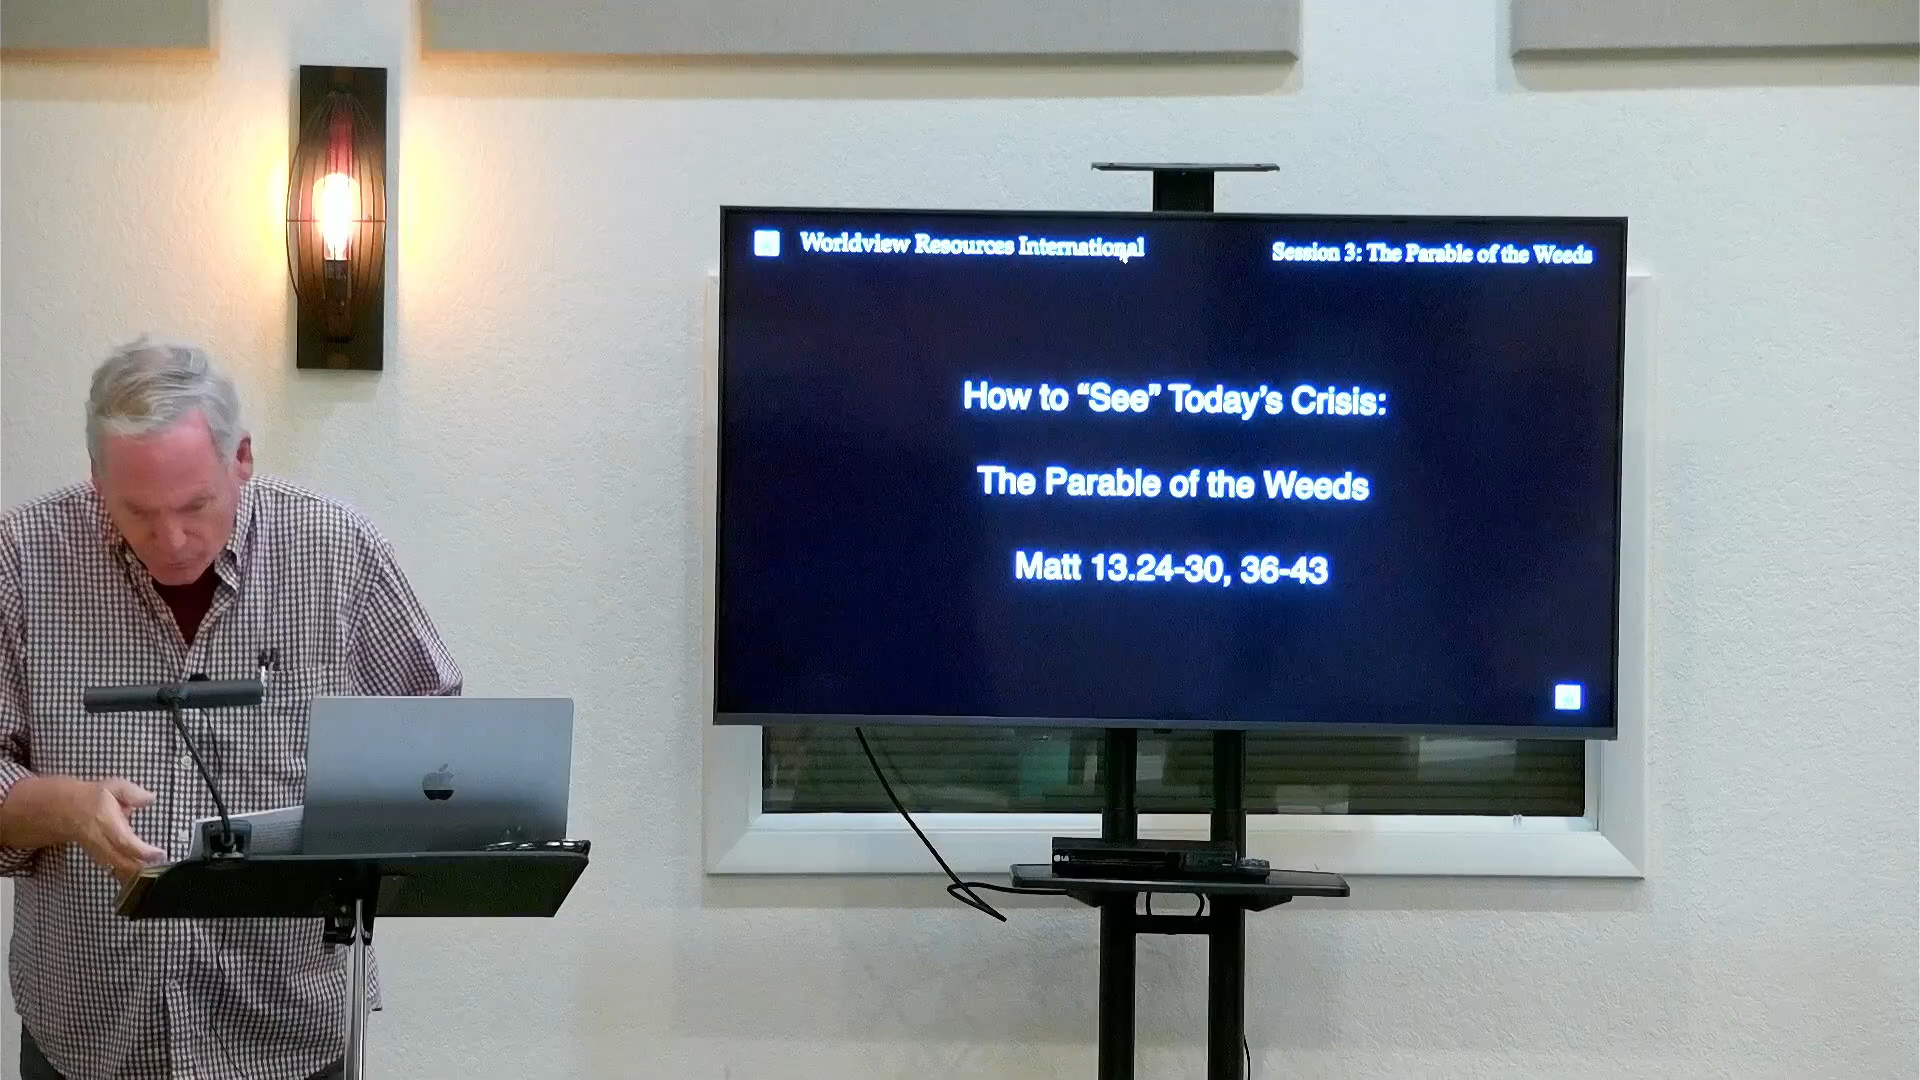 Worldview Resources International
Session 3: The Parable of the Weeds
How to “See” Today’s Crisis:
The Parable of the Weeds
Matt 13.24-30, 36-43